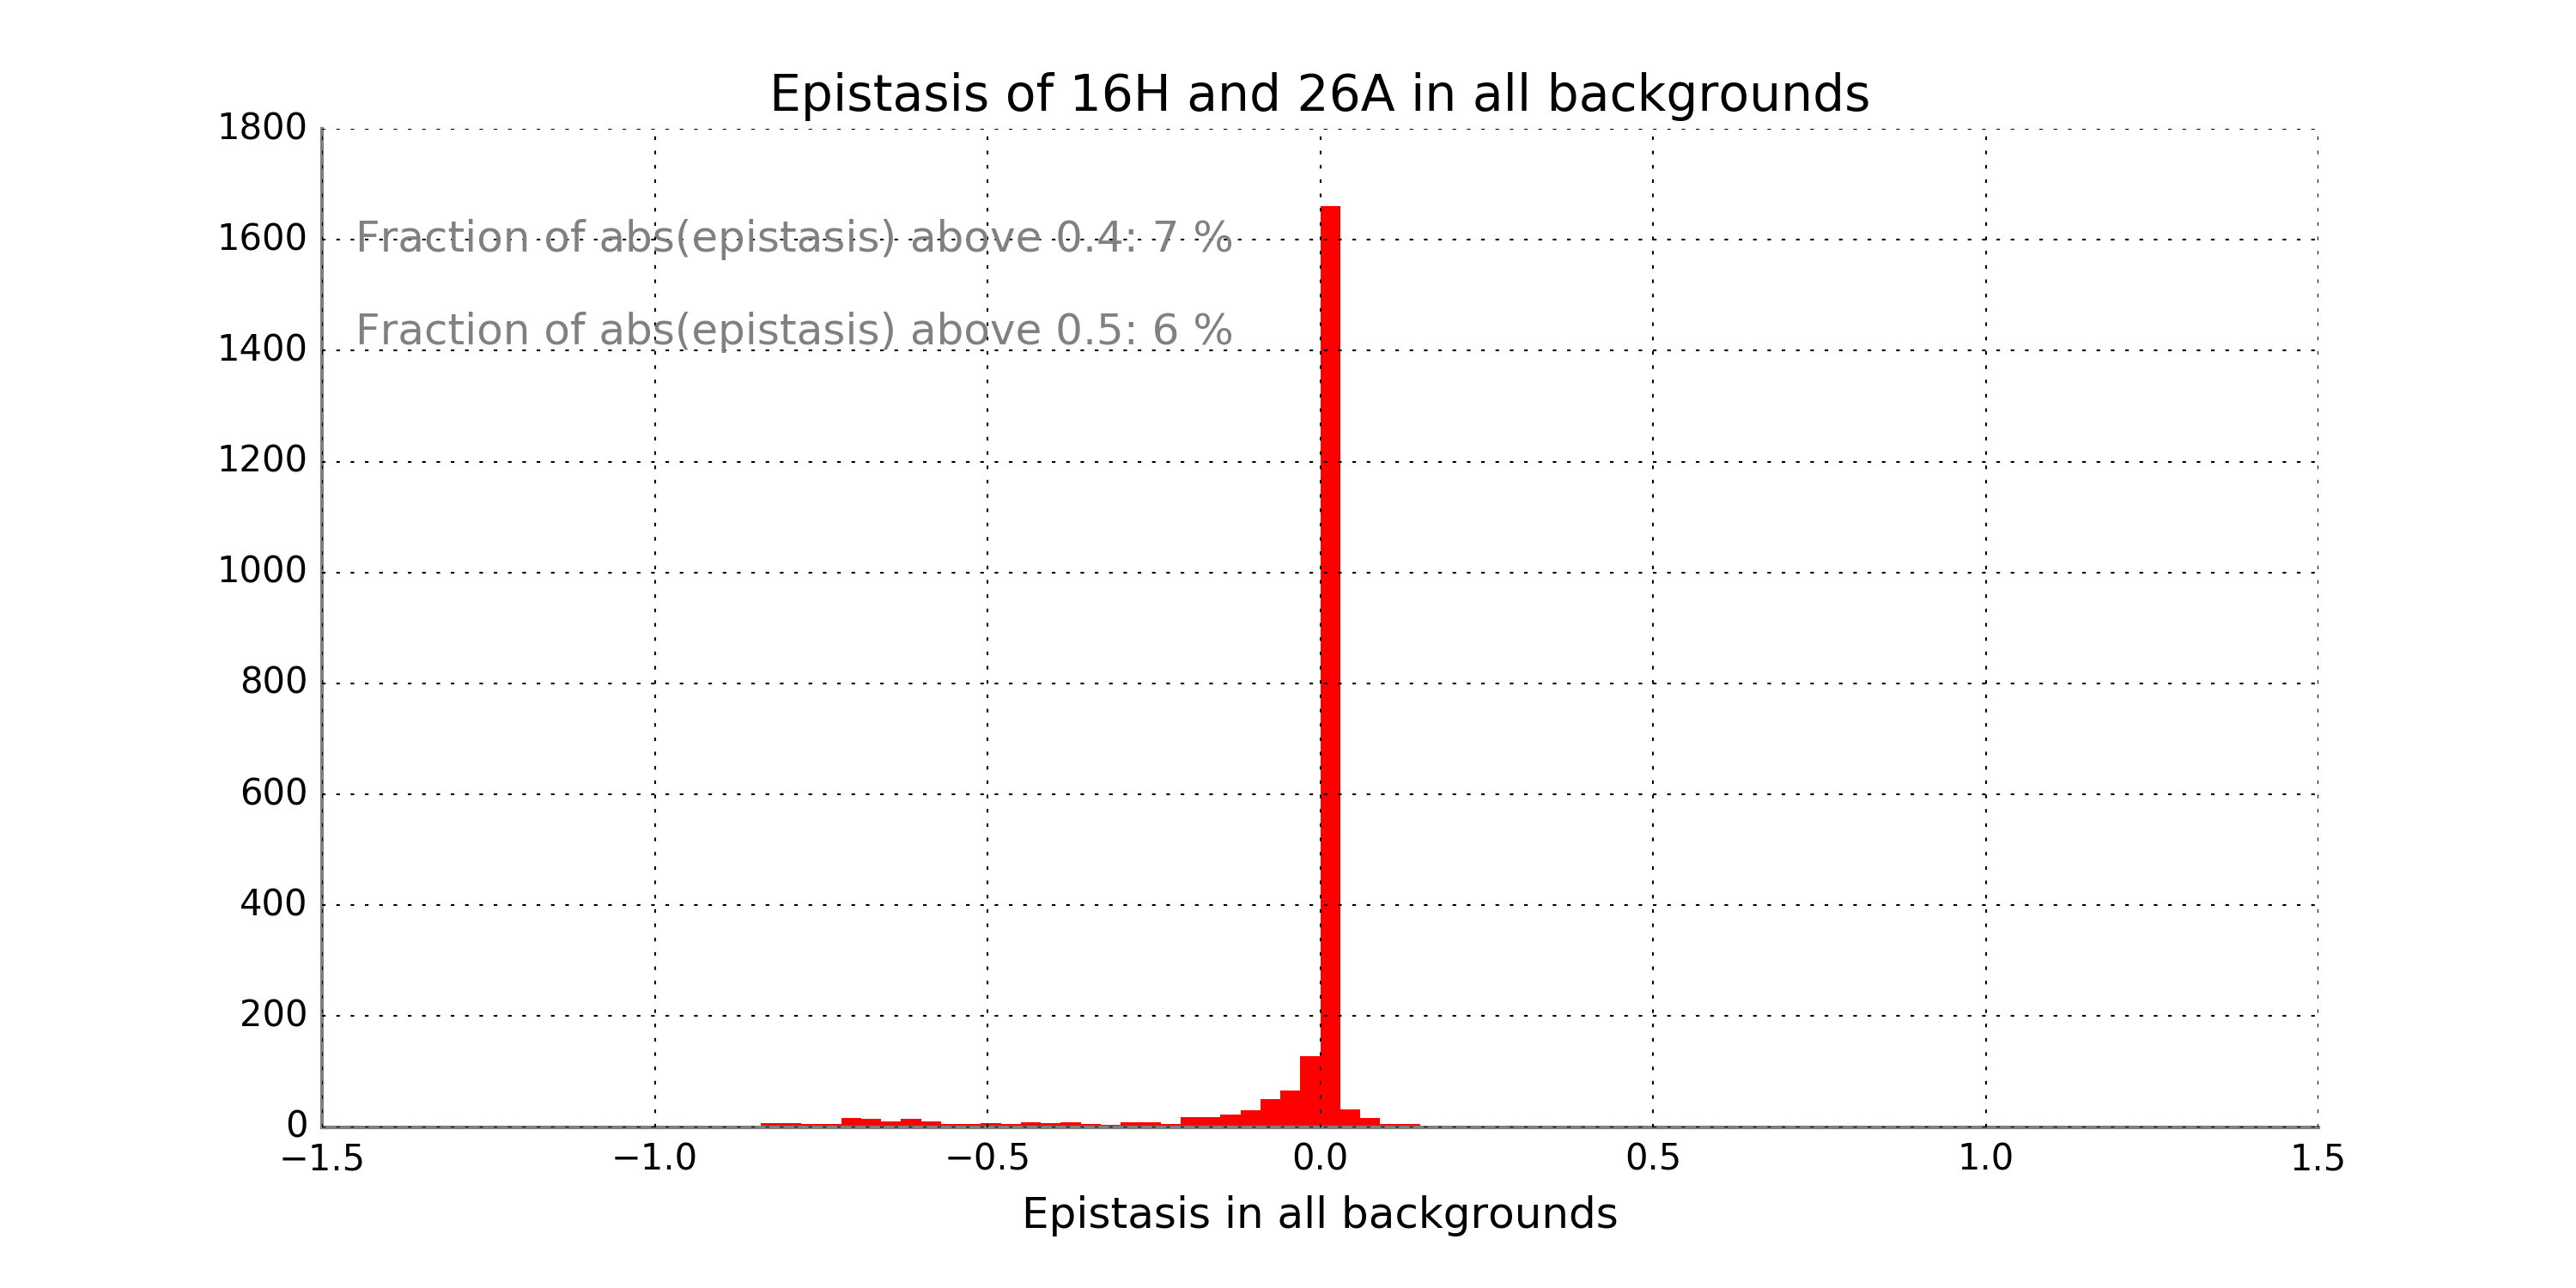 Epistasis of 16H and 26A in all backgrounds
1800
1600
Fraction of abs(epistasis) above 0.4: 7 %
Fraction of abs(epistasis) above 0.5: 6 %
1400
1200
1000
800
600
400
200
0
−1.5 −1.0 −0.5 0.0 0.5 1.0 1.5
Epistasis in all backgrounds